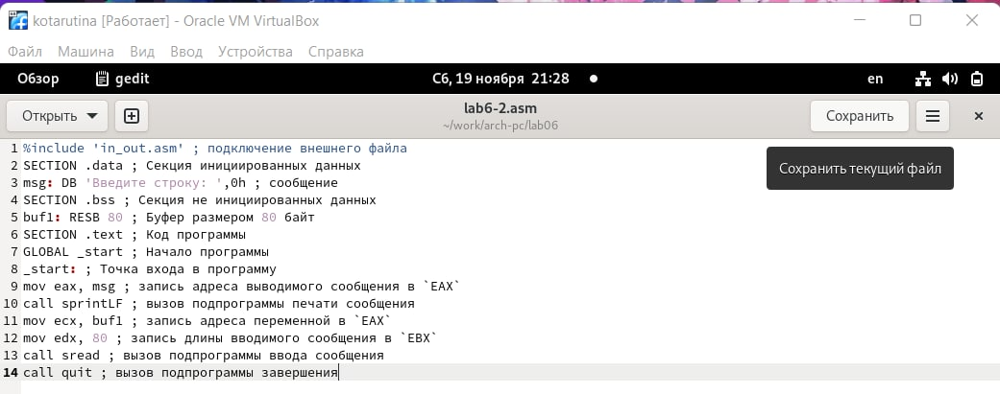 kotarutina [Работает] - Oracle VM VirtualBox
Файл Машина Вид Ввод Устройства Справка
Обзор gedit Сб, 19 ноября 21:28 en
Открыть lab6-2.asm Сохранить
~/work/arch-pc/lab06
Сохранить текущий файл
1 %include 'in_out.asm' ; подключение внешнего файла
2 SECTION .data ; Секция инициированных данных
3 msg: DB 'Введите строку: ',0h ; сообщение
4 SECTION .bss ; Секция не инициированных данных
5 buf1: RESB 80 ; Буфер размером 80 байт
6 SECTION .text ; Код программы
7 GLOBAL _start ; Начало программы
8 _start: ; Точка входа в программу
9 mov eax, msg ; запись адреса выводимого сообщения в `EAX`
10 call sprintLF ; вызов подпрограммы печати сообщения
11 mov ecx, buf1 ; запись адреса переменной в `EAX`
12 mov edx, 80 ; запись длины вводимого сообщения в `EBX`
13 call sread ; вызов подпрограммы ввода сообщения
14 call quit ; вызов подпрограммы завершения